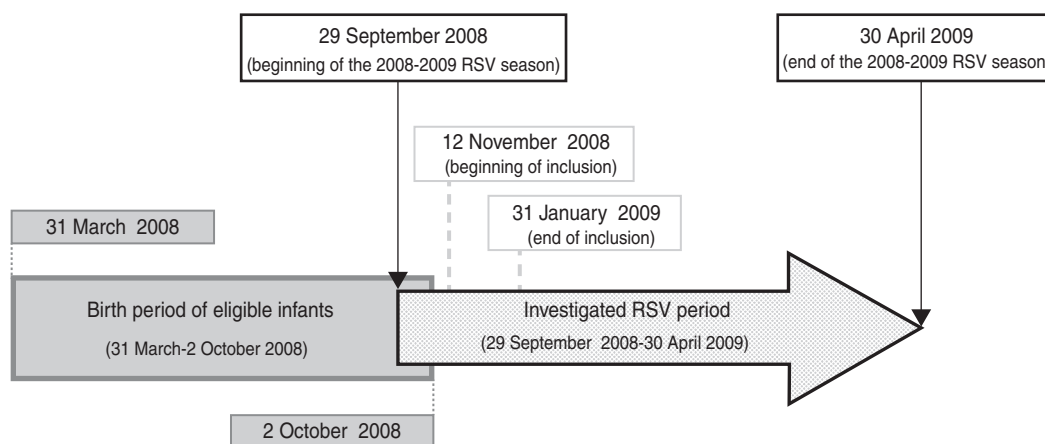 29 September 2008
(beginning of the 2008-2009 RSV season)
30 April 2009
(end of the 2008-2009 RSV season
12 November 2008
(beginning of inclusion)
31 January 2009
(end of inclusion)
31 March 2008
Birth period of eligible infants
(31 March-2 October 2008)
Investigated RSV period
(29 September 2008-30 April 2009)
2 October 2008